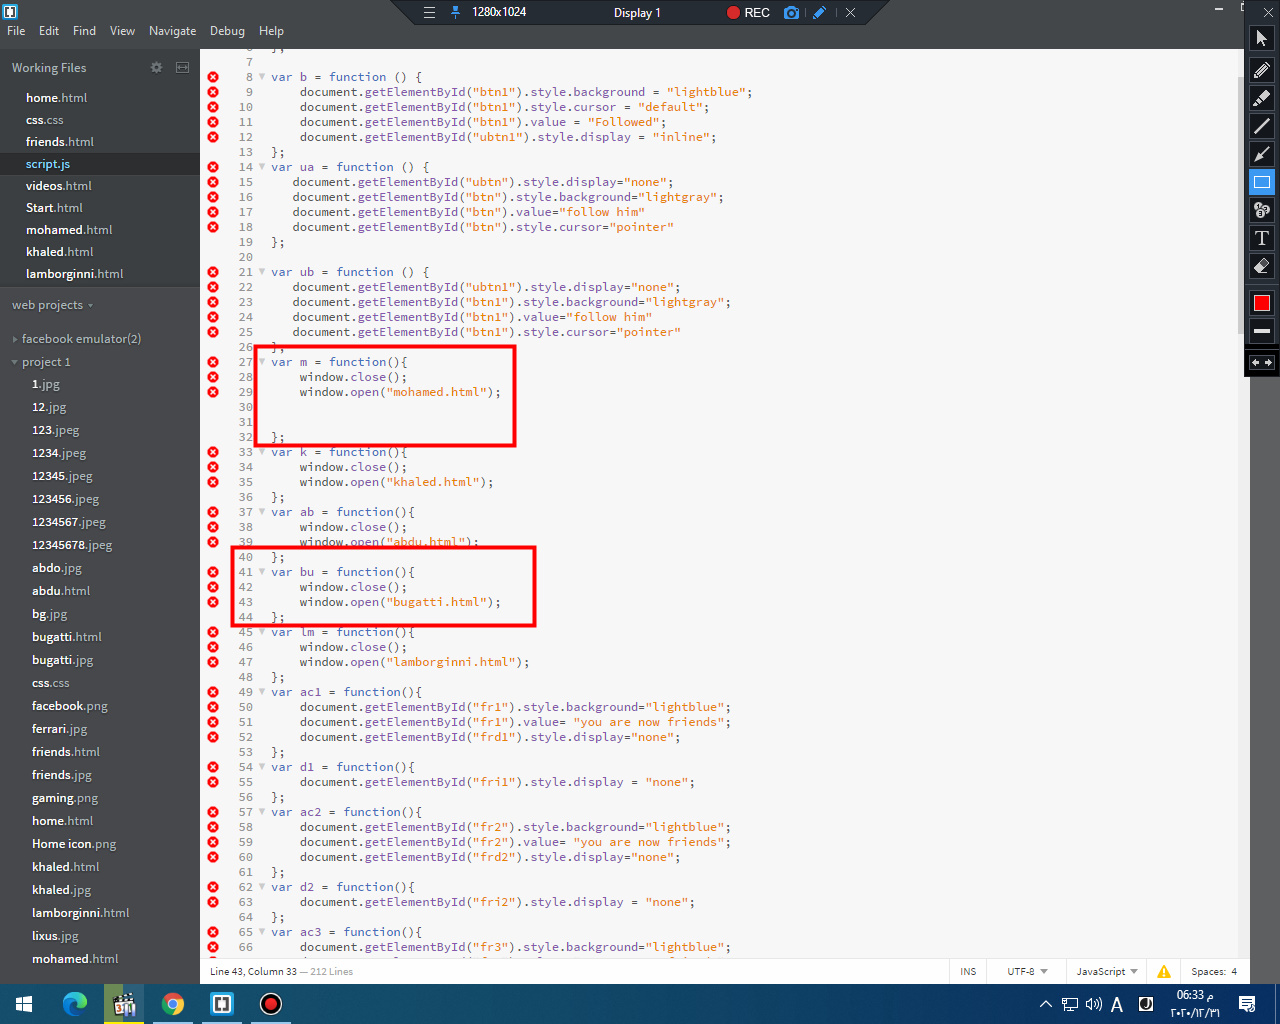 1280x1024 Display 1 REC
File Edit Find View Navigate Debug Help
Working Files
home.html
css.css
friends.html
script.js
videos.html
Start.html
mohamed.html
khaled.html
lamborginni.html
web projects
facebook emulator(2)
project 1
1.jpg
12.jpg
123.jpeg
1234.jpeg
12345.jpeg
123456.jpeg
1234567.jpeg
12345678.jpeg
abdo.jpg
abdu.html
bg.jpg
bugatti.html
bugatti.jpg
css.css
facebook.png
ferrari.jpg
friends.html
friends.jpg
gaming.png
home.html
Home icon.png
khaled.html
khaled.jpg
lamborginni.html
lixus.jpg
mohamed.html
7
8 var b = function () {
9 document.getElementById("btn1").style.background = "lightblue";
10 document.getElementById("btn1").style.cursor = "default";
11 document.getElementById("btn1").value = "Followed";
12 document.getElementById("ubtn1").style.display = "inline";
13 };
14 var ua = function () {
15 document.getElementById("ubtn").style.display="none";
16 document.getElementById("btn").style.background="lightgray";
17 document.getElementById("btn").value="follow him"
18 document.getElementById("btn").style.cursor="pointer"
19 };
20
21 var ub = function () {
22 document.getElementById("ubtn1").style.display="none";
23 document.getElementById("btn1").style.background="lightgray";
24 document.getElementById("btn1").value="follow him"
25 document.getElementById("btn1").style.cursor="pointer"
26 };
27 var m = function(){
28 window.close();
29 window.open("mohamed.html");
30
31
32 };
33 var k = function(){
34 window.close();
35 window.open("khaled.html");
36 };
37 var ab = function(){
38 window.close();
39 window.open("abdu.html");
40 };
41 var bu = function(){
42 window.close();
43 window.open("bugatti.html");
44 };
45 var lm = function(){
46 window.close();
47 window.open("lamborginni.html");
48 };
49 var ac1 = function(){
50 document.getElementById("fr1").style.background="lightblue";
51 document.getElementById("fr1").value= "you are now friends";
52 document.getElementById("frd1").style.display="none";
53 };
54 var d1 = function(){
55 document.getElementById("fri1").style.display = "none";
56 };
57 var ac2 = function(){
58 document.getElementById("fr2").style.background="lightblue";
59 document.getElementById("fr2").value= "you are now friends";
60 document.getElementById("frd2").style.display="none";
61 };
62 var d2 = function(){
63 document.getElementById("fri2").style.display = "none";
64 };
65 var ac3 = function(){
66 document.getElementById("fr3").style.background="lightblue";
Line 43, Column 33 — 212 Lines
INS UTF-8 JavaScript Spaces: 4
T
A
06:33 م
٢٠٢٠/١٢/٣١